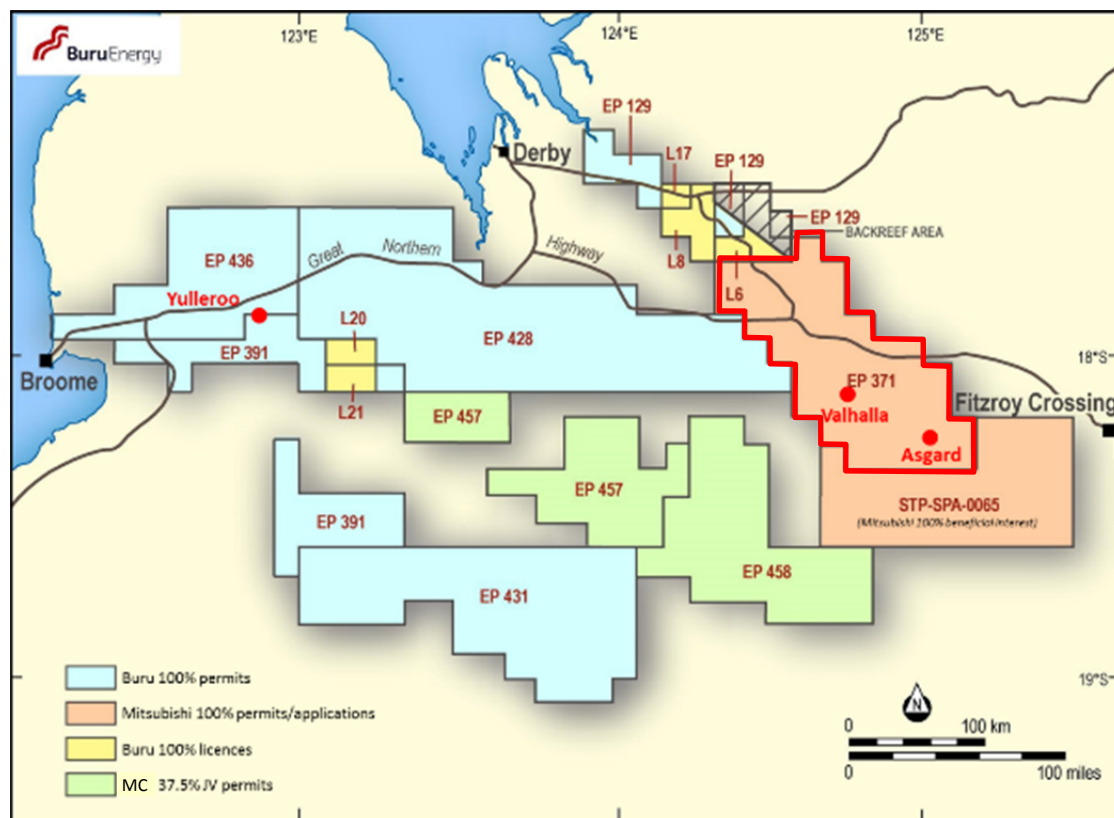 BuruEnergy
123°E
124°E
125°E
EP 129
Derby
L17
EP 129
EP 129
BACKREEF AREA
L8
L6
Great Northern Highway
EP 436
Yulleroo
L20
EP 428
EP 391
Broome
L21
EP 457
18°S
EP 371
Valhalla
Fitzroy Crossing
Asgard
EP 457
STP-SPA-0065
(Mitsubishi 100% beneficial interest)
EP 391
EP 458
EP 431
19°S
Buru 100% permits
Mitsubishi 100% permits/applications
Buru 100% licences
MC 37.5% JV permits
N
0 100 km
0 100 miles